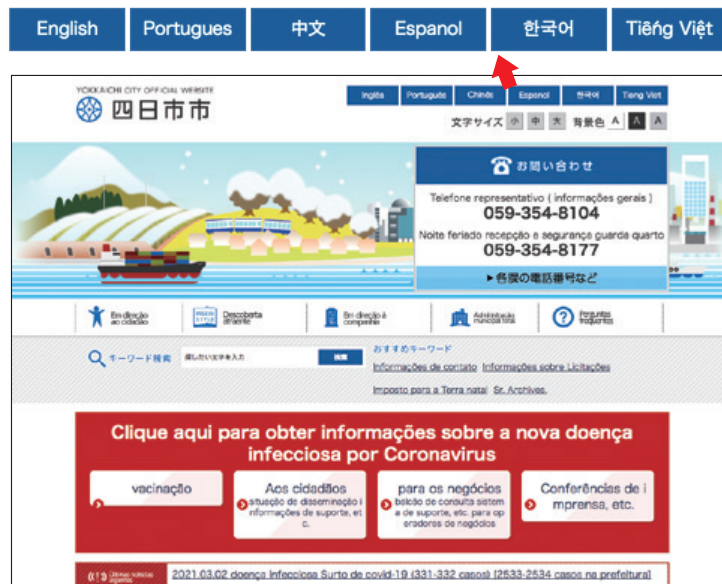 English
Portugues
中文
Espanol
한국어
Tiếng Việt
YOKKAICHI CITY OFFICIAL WEBSITE
四日市市
Inglês
Português
Chinês
Espanol
한국어
Tieng Viet
文字サイズ 小 中 大 背景色 A A A
お問い合わせ
Telefone representativo ( informações gerais )
059-354-8104
Noite feriado recepção e segurança guarda quarto
059-354-8177
▶各課の電話番号など
Em direção
ao cidadão
Descoberta
atraente
Em direção à
companhia
Administração
municipal total
Perguntas
frequentes
キーワード検索
探したい文字を入力
検索
おすすめキーワード
Informações de contato Informações sobre Licitações
Imposto para a Terra natal Sr. Archives.
Clique aqui para obter informações sobre a nova doença
infecciosa por Coronavirus
vacinação
Aos cidadãos
situação de disseminação i
nformações de suporte, et
c.
para os negócios
balcão de consulta sistem
a de suporte, etc. para op
eradores de negócios
Conferências de i
mprensa, etc.
Últimas notícias
urgentes
2021.03.02 doença infecciosa Surto de covid-19 (331-332 casos) [2533-2534 casos na prefeitura]